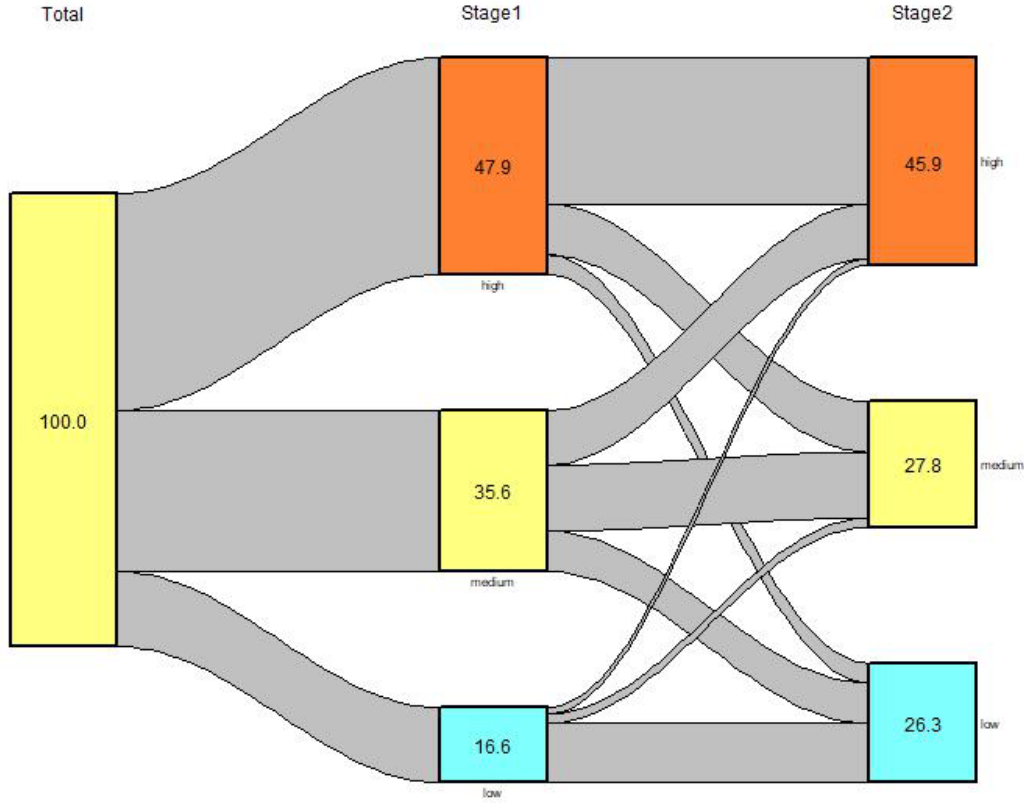 Total Stage1 Stage2
47.9
45.9
high
high
100.0
35.6
27.8
medium
medium
16.6
26.3
low
low